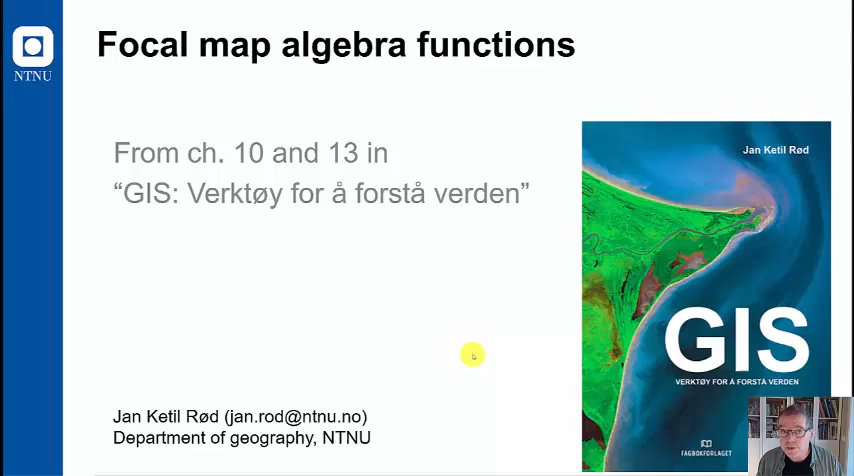 Focal map algebra functions
NTNU
From ch. 10 and 13 in
“GIS: Verktøy for å forstå verden”
Jan Ketil Rød
GIS
VERKTØY FOR Å FORSTÅ VERDEN
FAGBOKFORLAGET
Jan Ketil Rød (jan.rod@ntnu.no)
Department of geography, NTNU